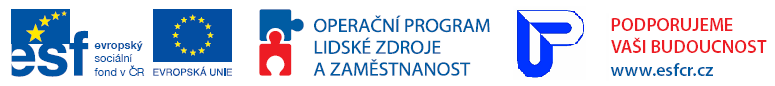 esf
evropský
sociální
fond v ČR
EVROPSKÁ UNIE
OPERAČNÍ PROGRAM
LIDSKÉ ZDROJE
A ZAMĚSTNANOST
PODPORUJEME
VAŠI BUDOUCNOST
www.esfcr.cz